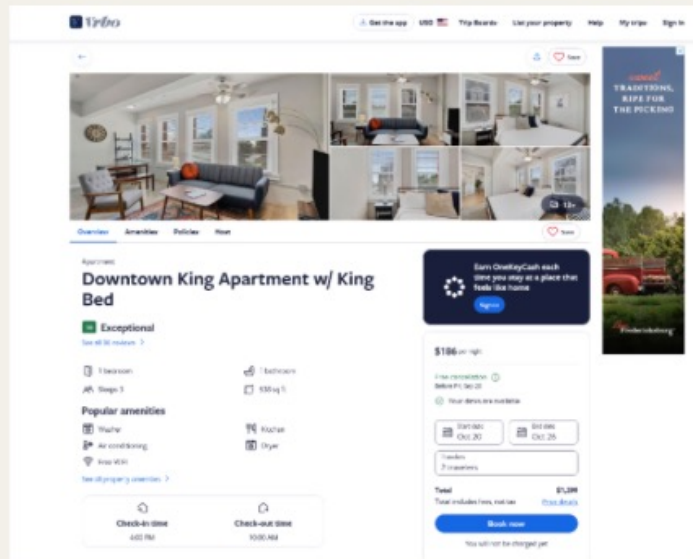 Vrbo
Get the app
USD
Trip Boards
List your property
Help
My trips
Sign in
Save
TRADITIONS,
RIPE FOR
THE PICKING
12+
Overview
Amenities
Policies
Host
Save
Apartment
Downtown King Apartment w/ King
Bed
10
Exceptional
1 bedroom
1 bathroom
Sleeps 3
Popular amenities
Washer
Kitchen
Air conditioning
Dryer
Free WiFi
See all property amenities
Check-in time
4:00 PM
Check-out time
10:00 AM
Earn OneKeyCash each
time you stay at a place that
feels like home
Sign in
$186 per night
Free cancellation
Your dates are available
Start date
Oct 20
End date
Oct 26
Travelers
2 travelers
Total
Total includes fees, not tax
Price details
Book now
You will not be charged yet
Fredericksburg